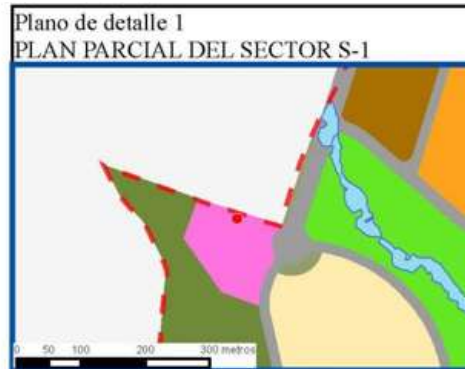 Plano de detalle 1
PLAN PARCIAL DEL SECTOR S-1
0 50 100 200 300 metros